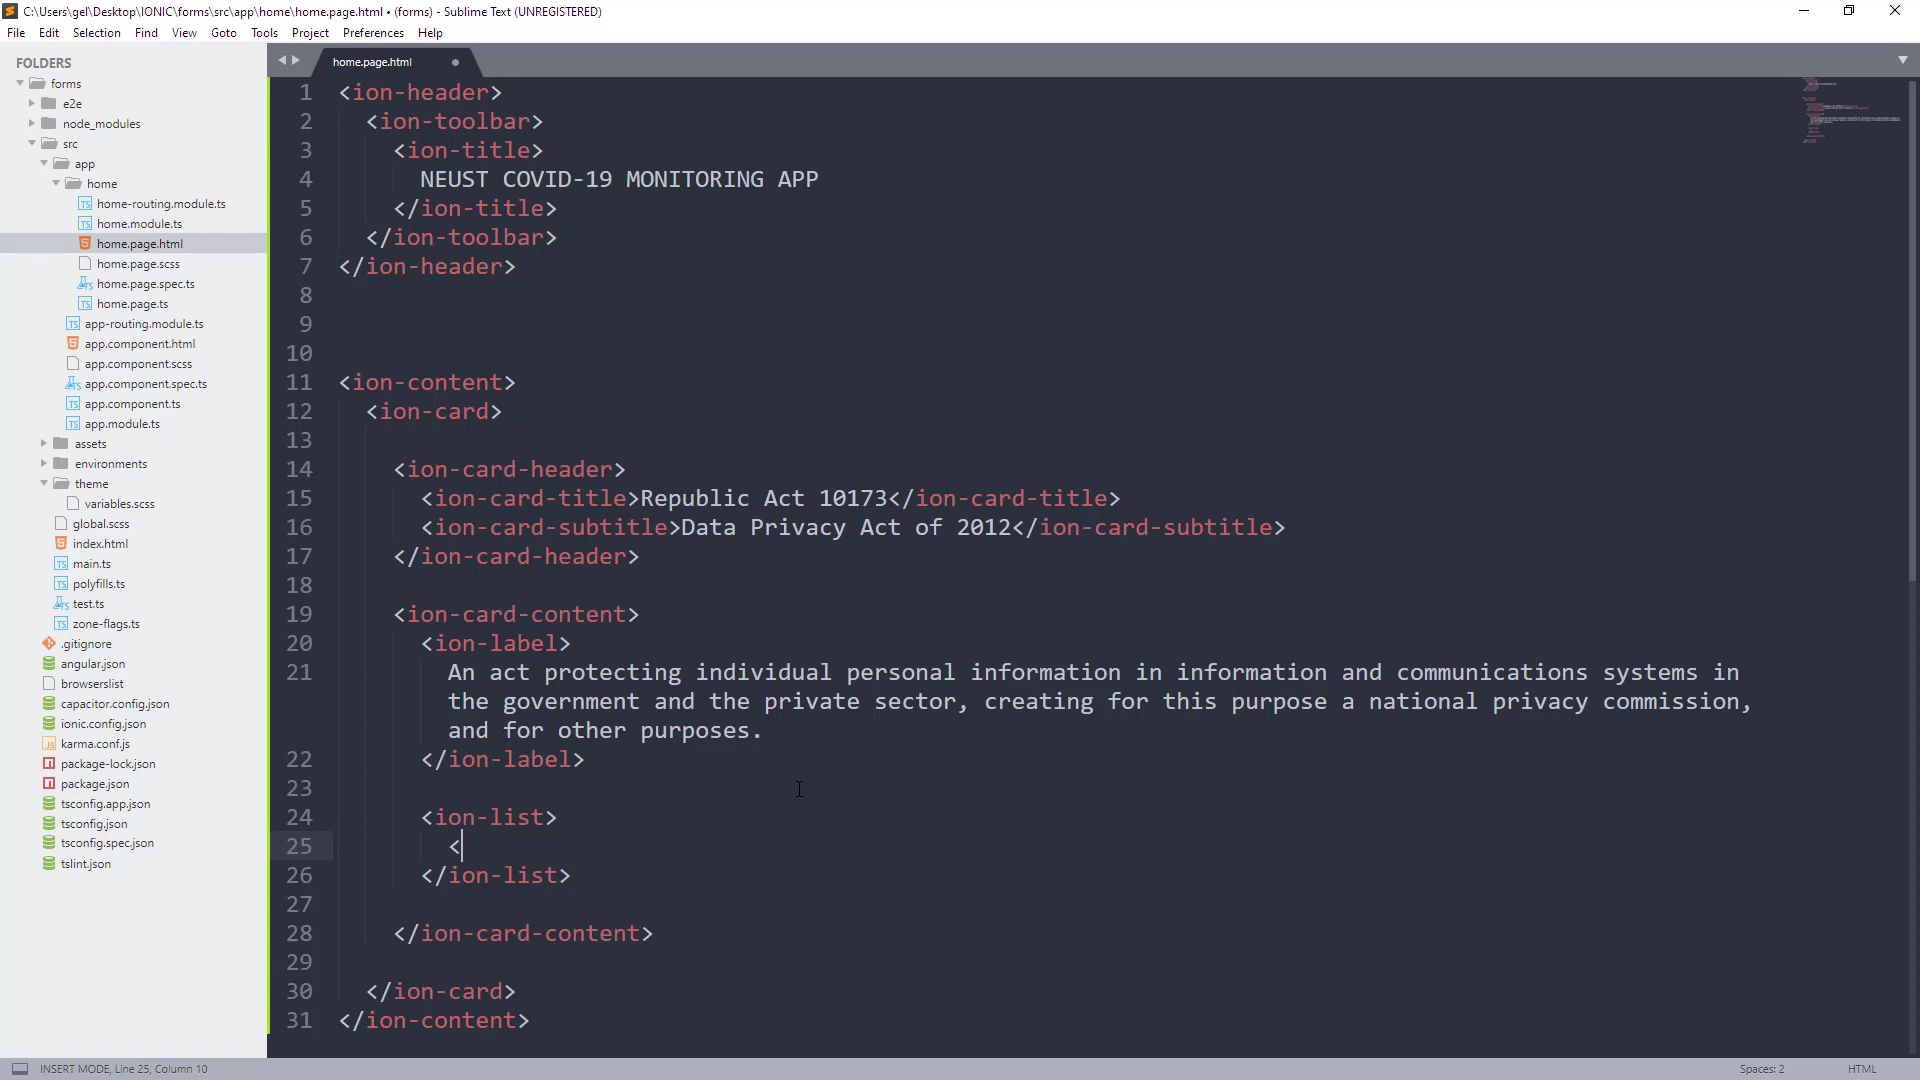 C:\Users\gel\Desktop\IONIC\forms\src\app\home\home.page.html • (forms) - Sublime Text (UNREGISTERED)
File Edit Selection Find View Goto Tools Project Preferences Help
FOLDERS
forms
e2e
node_modules
src
app
home
home-routing.module.ts
home.module.ts
home.page.html
home.page.scss
home.page.spec.ts
home.page.ts
app-routing.module.ts
app.component.html
app.component.scss
app.component.spec.ts
app.component.ts
app.module.ts
assets
environments
theme
variables.scss
global.scss
index.html
main.ts
polyfills.ts
test.ts
zone-flags.ts
.gitignore
angular.json
browserslist
capacitor.config.json
ionic.config.json
karma.conf.js
package-lock.json
package.json
tsconfig.app.json
tsconfig.json
tsconfig.spec.json
tslint.json
home.page.html
1 <ion-header>
2 <ion-toolbar>
3 <ion-title>
4 NEUST COVID-19 MONITORING APP
5 </ion-title>
6 </ion-toolbar>
7 </ion-header>
8
9
10
11 <ion-content>
12 <ion-card>
13
14 <ion-card-header>
15 <ion-card-title>Republic Act 10173</ion-card-title>
16 <ion-card-subtitle>Data Privacy Act of 2012</ion-card-subtitle>
17 </ion-card-header>
18
19 <ion-card-content>
20 <ion-label>
21 An act protecting individual personal information in information and communications systems in
the government and the private sector, creating for this purpose a national privacy commission,
and for other purposes.
22 </ion-label>
23
24 <ion-list>
25 <
26 </ion-list>
27
28 </ion-card-content>
29
30 </ion-card>
31 </ion-content>
INSERT MODE, Line 25, Column 10
Spaces: 2 HTML